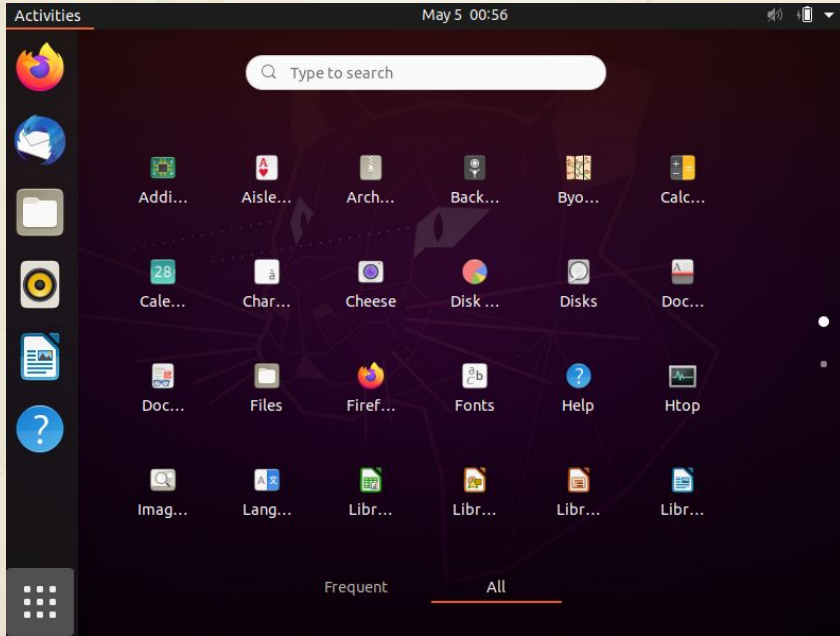 Activities May 5 00:56
Type to search
Addi... Aisle... Arch... Back... Byo... Calc...
28
Cale... Char... Cheese Disk ... Disks Doc...
Doc... Files Firef... Fonts Help Htop
Imag... Lang... Libr... Libr... Libr... Libr...
Frequent All